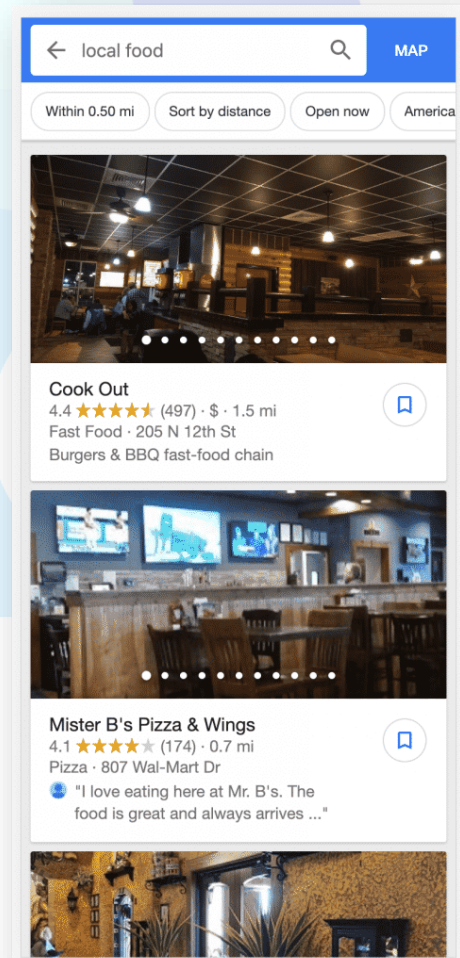 local food
MAP
Within 0.50 mi
Sort by distance
Open now
America
Cook Out
4.4 (497) · $ · 1.5 mi
Fast Food · 205 N 12th St
Burgers & BBQ fast-food chain
Mister B's Pizza & Wings
4.1 (174) · 0.7 mi
Pizza · 807 Wal-Mart Dr
"I love eating here at Mr. B's. The
food is great and always arrives ..."